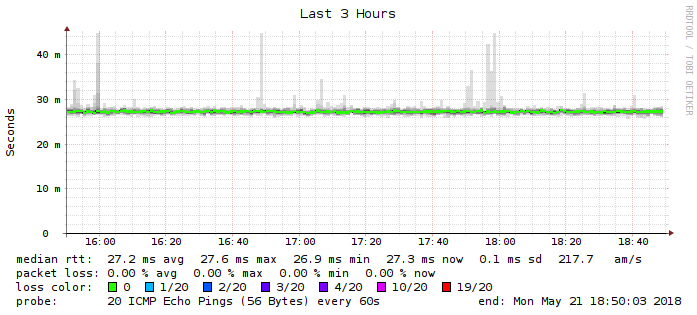 Last 3 Hours
RRDTOOL / TOBI OETIKER
Seconds
40 m
30 m
20 m
10 m
0
16:00 16:20 16:40 17:00 17:20 17:40 18:00 18:20 18:40
median rtt: 27.2 ms avg 27.6 ms max 26.9 ms min 27.3 ms now 0.1 ms sd 217.7 am/s
packet loss: 0.00 % avg 0.00 % max 0.00 % min 0.00 % now
loss color: 0 1/20 2/20 3/20 4/20 10/20 19/20
probe: 20 ICMP Echo Pings (56 Bytes) every 60s end: Mon May 21 18:50:03 2018